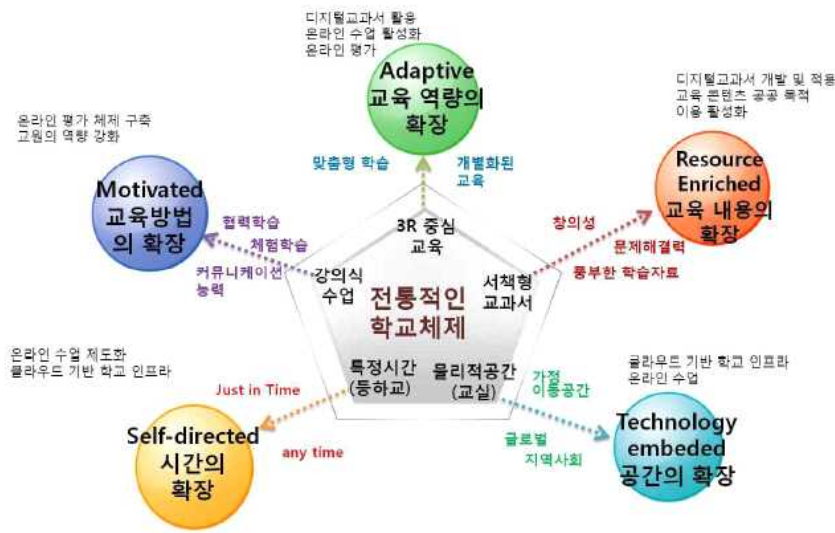 디지털교과서 활용
온라인 수업 활성화
온라인 평가
Adaptive
교육 역량의
확장
맞춤형 학습
개별화된
교육
온라인 평가 체제 구축
교원의 역량 강화
Motivated
교육방법
의 확장
협력학습
체험학습
커뮤니케이션
능력
디지털교과서 개발 및 적용
교육 콘텐츠 공공 목적
이용 활성화
Resource
Enriched
교육 내용의
확장
창의성
문제해결력
풍부한 학습자료
3R 중심
교육
강의식
수업
서책형
교과서
전통적인
학교체제
특정시간
(등하교)
물리적공간
(교실)
온라인 수업 제도화
클라우드 기반 학교 인프라
Just in Time
any time
Self-directed
시간의
확장
클라우드 기반 학교 인프라
온라인 수업
가정
이동공간
글로벌
지역사회
Technology
embeded
공간의 확장